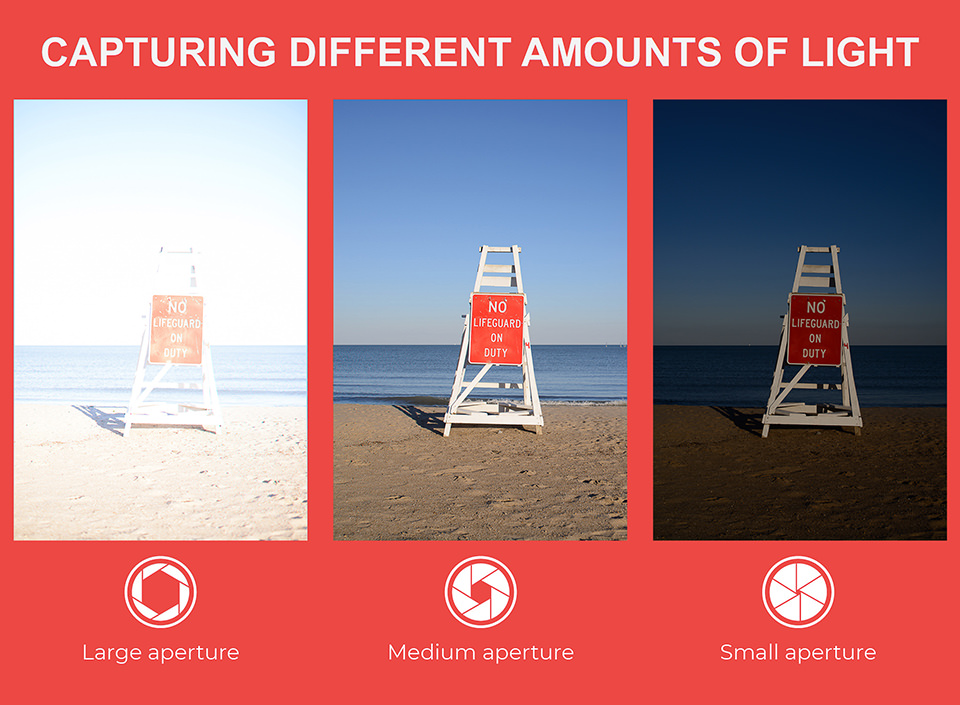 CAPTURING DIFFERENT AMOUNTS OF LIGHT
NO
LIFEGUARD
ON
DUTY
NO
LIFEGUARD
ON
DUTY
NO
LIFEGUARD
ON
DUTY
Large aperture
Medium aperture
Small aperture